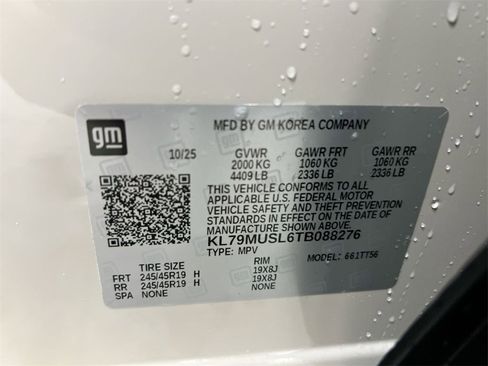 gm
MFD BY GM KOREA COMPANY
10/25 GVWR GAWR FRT GAWR RR
2000 KG 1060 KG 1060 KG
4409 LB 2336 LB 2336 LB
THIS VEHICLE CONFORMS TO ALL
APPLICABLE U.S. FEDERAL MOTOR
VEHICLE SAFETY AND THEFT PREVENTION
STANDARDS IN EFFECT ON THE DATE OF
MANUFACTURE SHOWN ABOVE.
KL79MUSL6TB088276
TYPE: MPV MODEL: 661TT56
TIRE SIZE RIM
FRT 245/45R19 H 19X8J
RR 245/45R19 H 19X8J
SPA NONE NONE